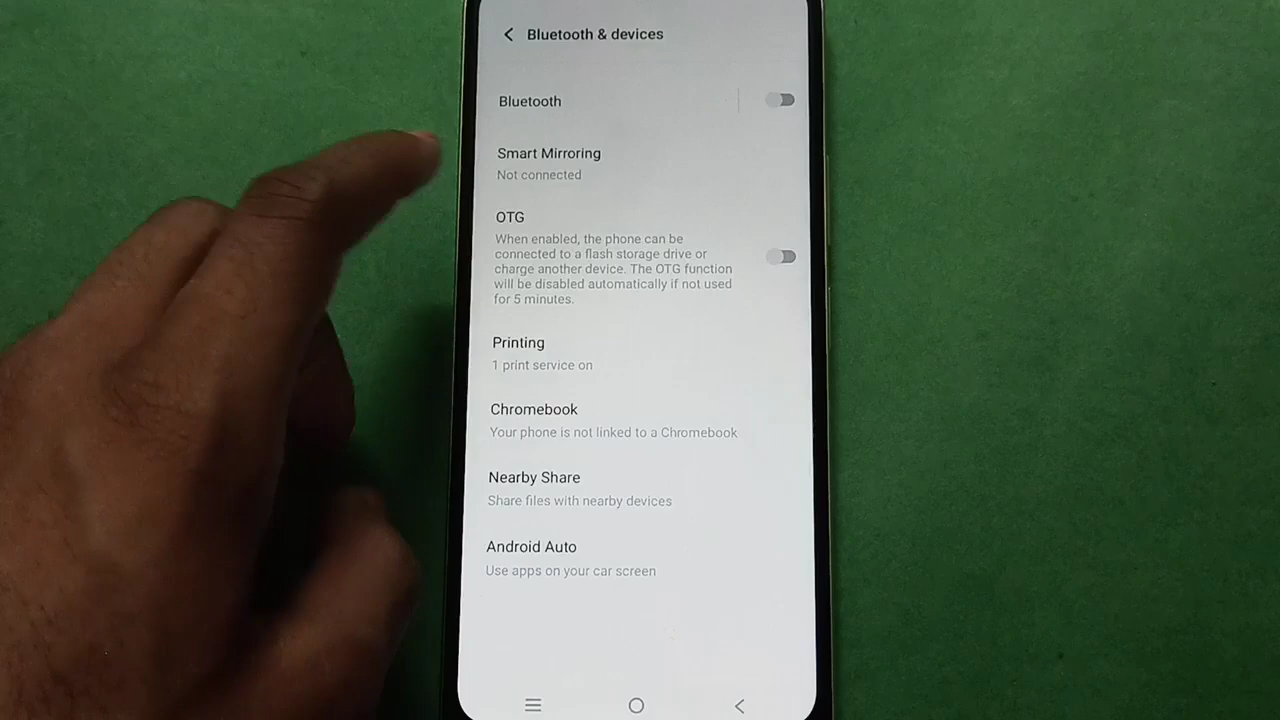 Bluetooth & devices
Bluetooth
Smart Mirroring
Not connected
OTG
When enabled, the phone can be
connected to a flash storage drive or
charge another device. The OTG function
will be disabled automatically if not used
for 5 minutes.
Printing
1 print service on
Chromebook
Your phone is not linked to a Chromebook
Nearby Share
Share files with nearby devices
Android Auto
Use apps on your car screen